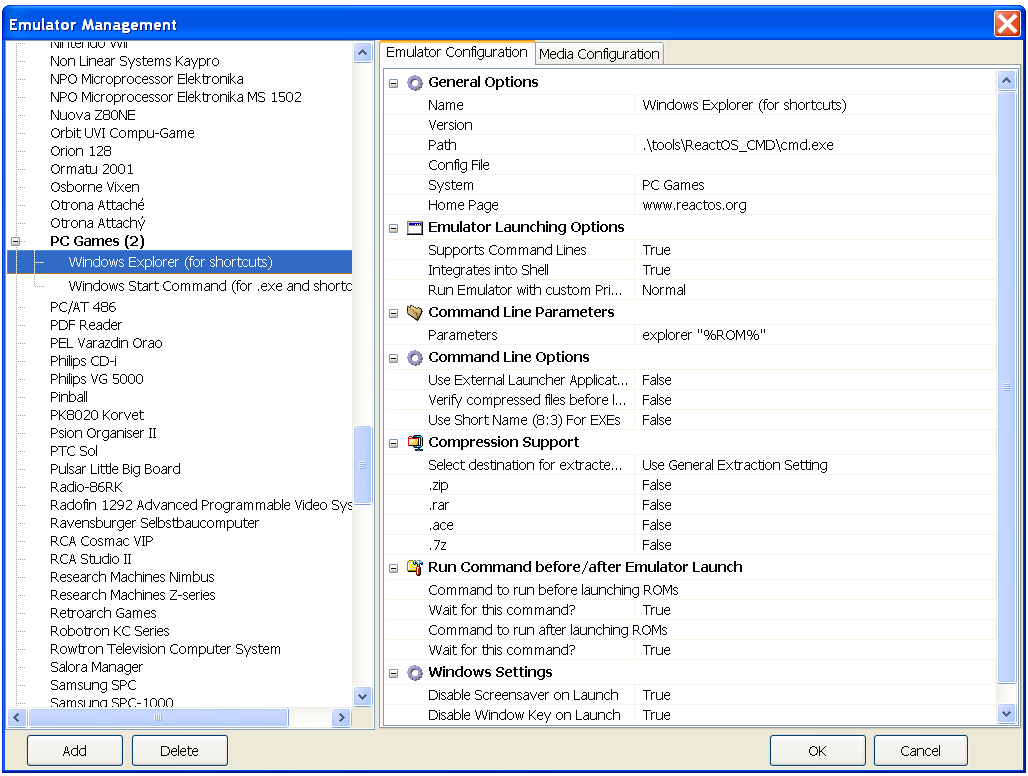 Emulator Management
Nintendo Wii
Non Linear Systems Kaypro
NPO Microprocessor Elektronika
NPO Microprocessor Elektronika MS 1502
Nuova Z80NE
Orbit UVI Compu-Game
Orion 128
Ormatu 2001
Osborne Vixen
Otrona Attaché
Otrona Attachý
PC Games (2)
Windows Explorer (for shortcuts)
Windows Start Command (for .exe and shortc
PC/AT 486
PDF Reader
PEL Varazdin Orao
Philips CD-i
Philips VG 5000
Pinball
PK8020 Korvet
Psion Organiser II
PTC Sol
Pulsar Little Big Board
Radio-86RK
Radofin 1292 Advanced Programmable Video Sys
Ravensburger Selbstbaucomputer
RCA Cosmac VIP
RCA Studio II
Research Machines Nimbus
Research Machines Z-series
Retroarch Games
Robotron KC Series
Rowtron Television Computer System
Salora Manager
Samsung SPC
Samsung SPC-1000
Emulator Configuration Media Configuration
General Options
Name Windows Explorer (for shortcuts)
Version
Path .\tools\ReactOS_CMD\cmd.exe
Config File
System PC Games
Home Page www.reactos.org
Emulator Launching Options
Supports Command Lines True
Integrates into Shell True
Run Emulator with custom Pri... Normal
Command Line Parameters
Parameters explorer "%ROM%"
Command Line Options
Use External Launcher Applicat... False
Verify compressed files before l... False
Use Short Name (8:3) For EXEs False
Compression Support
Select destination for extracte... Use General Extraction Setting
.zip False
.rar False
.ace False
.7z False
Run Command before/after Emulator Launch
Command to run before launching ROMs
Wait for this command? True
Command to run after launching ROMs
Wait for this command? True
Windows Settings
Disable Screensaver on Launch True
Disable Window Key on Launch True
Add Delete OK Cancel